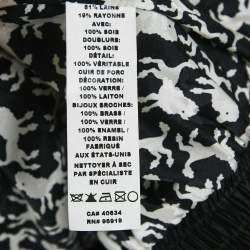 81% LAINE
19% RAYONNE
AVEC:
100% SOIE
DOUBLURE:
100% SOIE
DÉTAIL:
100% VÉRITABLE
CUIR DE PORC
DÉCORATION:
100% VERRE /
100% LAITON
BIJOUX BROCHES:
100% BRASS /
100% VERRE /
100% ENAMEL /
100% RESIN
FABRIQUÉ
AUX ÉTATS-UNIS
NETTOYER À SEC
PAR SPÉCIALISTE
EN CUIR
CA# 40634
RN# 96919